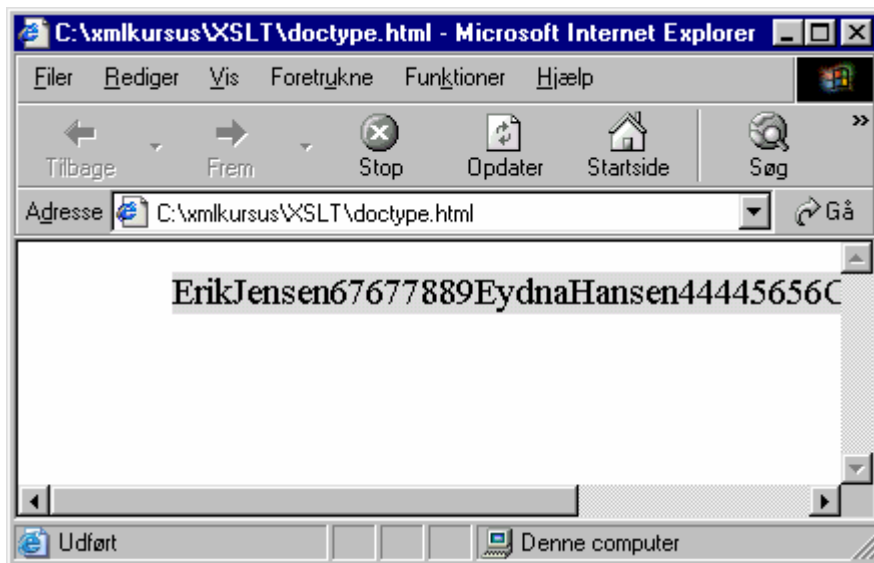 C:\xmlkursus\XSLT\doctype.html - Microsoft Internet Explorer
Filer Rediger Vis Foretrukne Funktioner Hjælp
Tilbage Frem Stop Opdater Startside Søg »
Adresse C:\xmlkursus\XSLT\doctype.html Gå
ErikJensen67677889EydnaHansen44445656C
Udført Denne computer